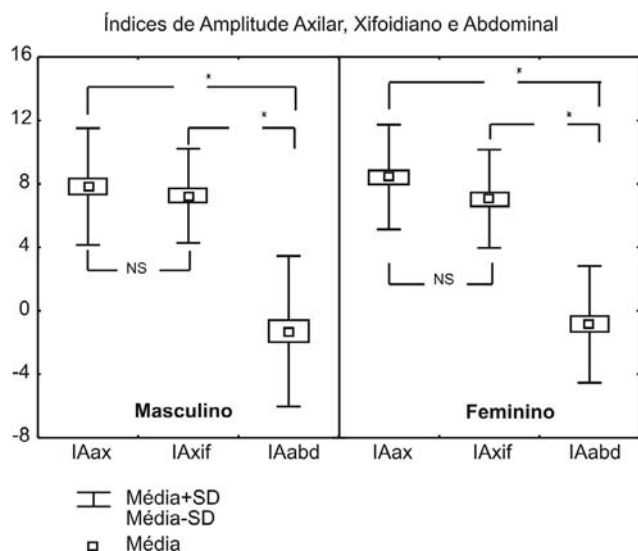 Índices de Amplitude Axilar, Xifoidiano e Abdominal
16
12
8
4
0
-4
-8
*
*
NS
Masculino
IAax IAxif IAabd
*
*
NS
Feminino
IAax IAxif IAabd
Média+SD
Média-SD
Média